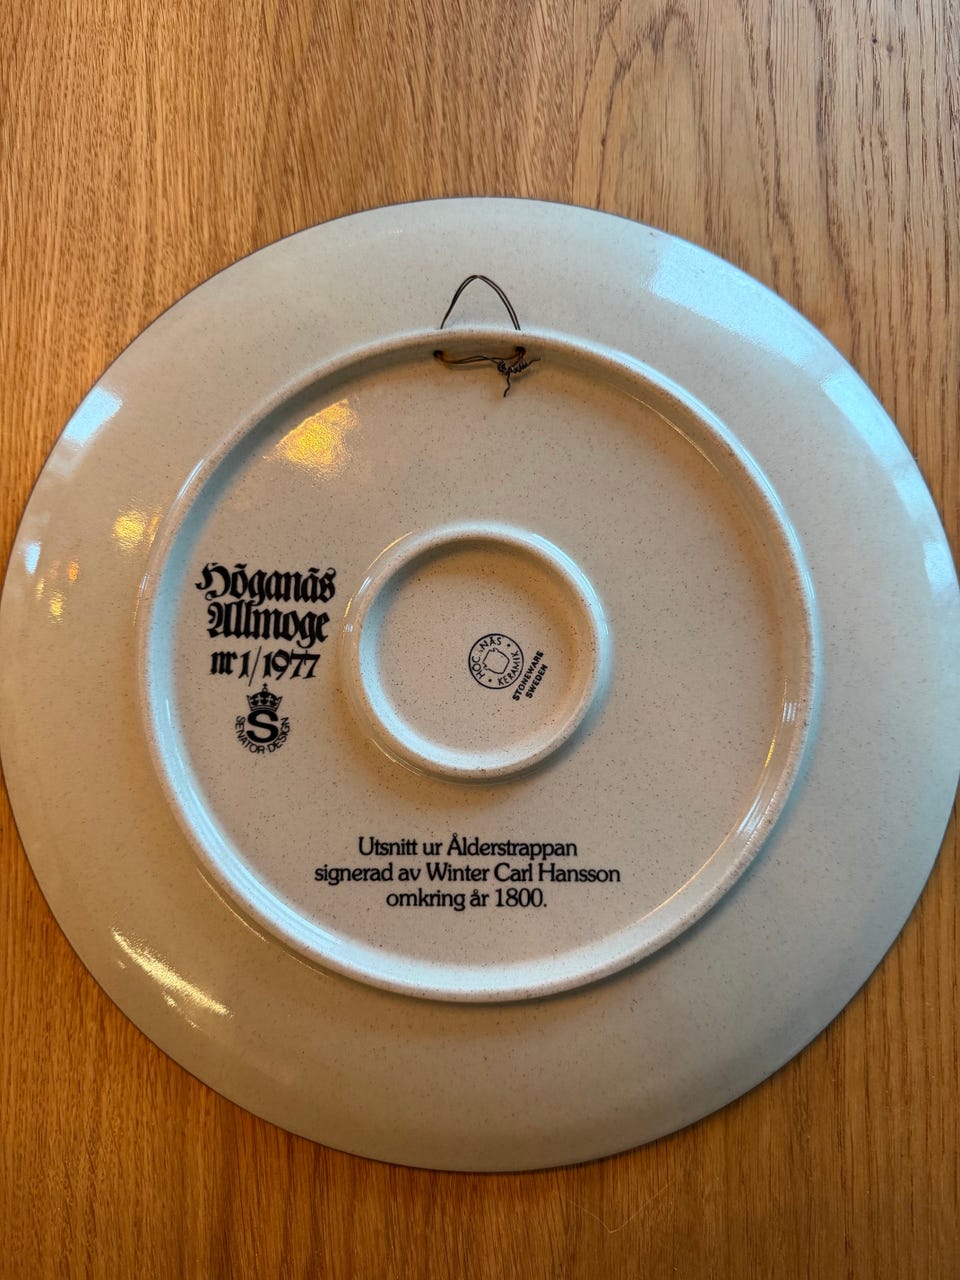 Höganäs
Allmoge
nr 1/1977
S
SENATOR DESIGN
HÖGANÄS • KERAMIK •
STONEWARE
SWEDEN
Utsnitt ur Ålderstrappan
signerad av Winter Carl Hansson
omkring år 1800.